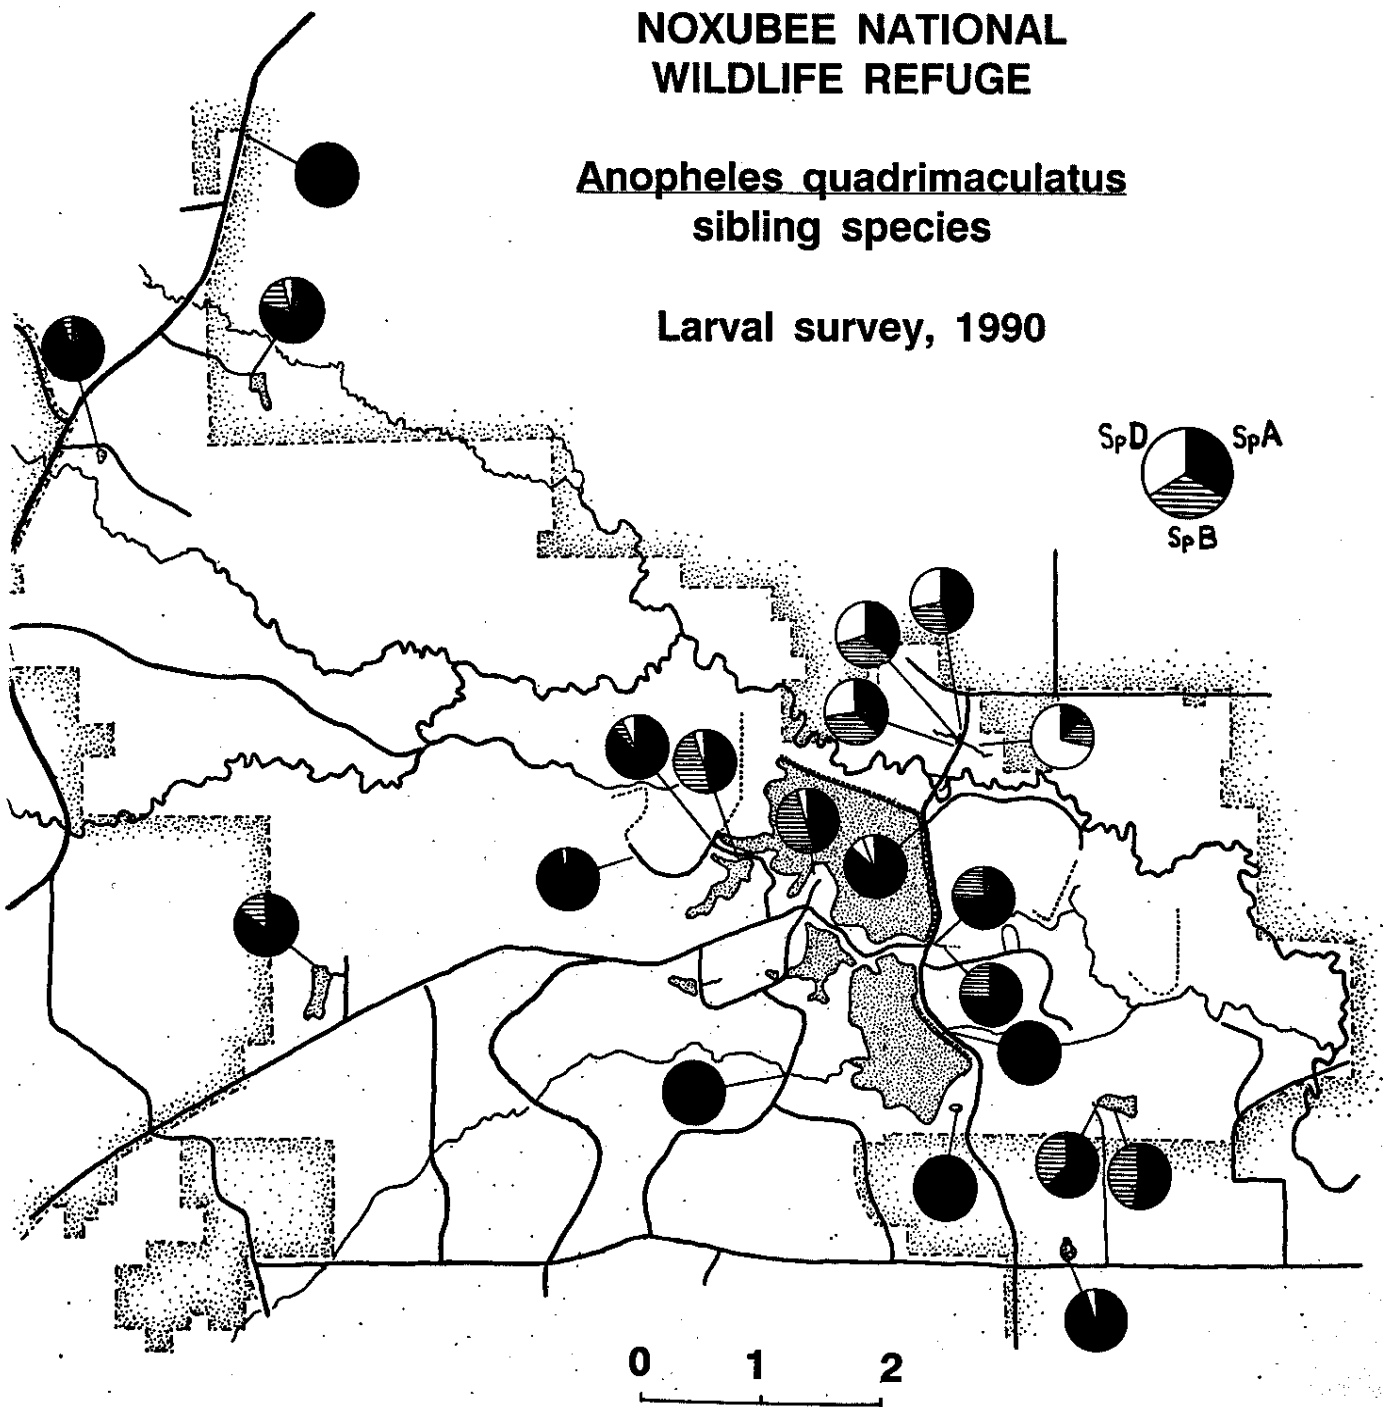 NOXUBEE NATIONAL
WILDLIFE REFUGE
Anopheles quadrimaculatus
sibling species
Larval survey, 1990
SpD SpA
SpB
0 1 2